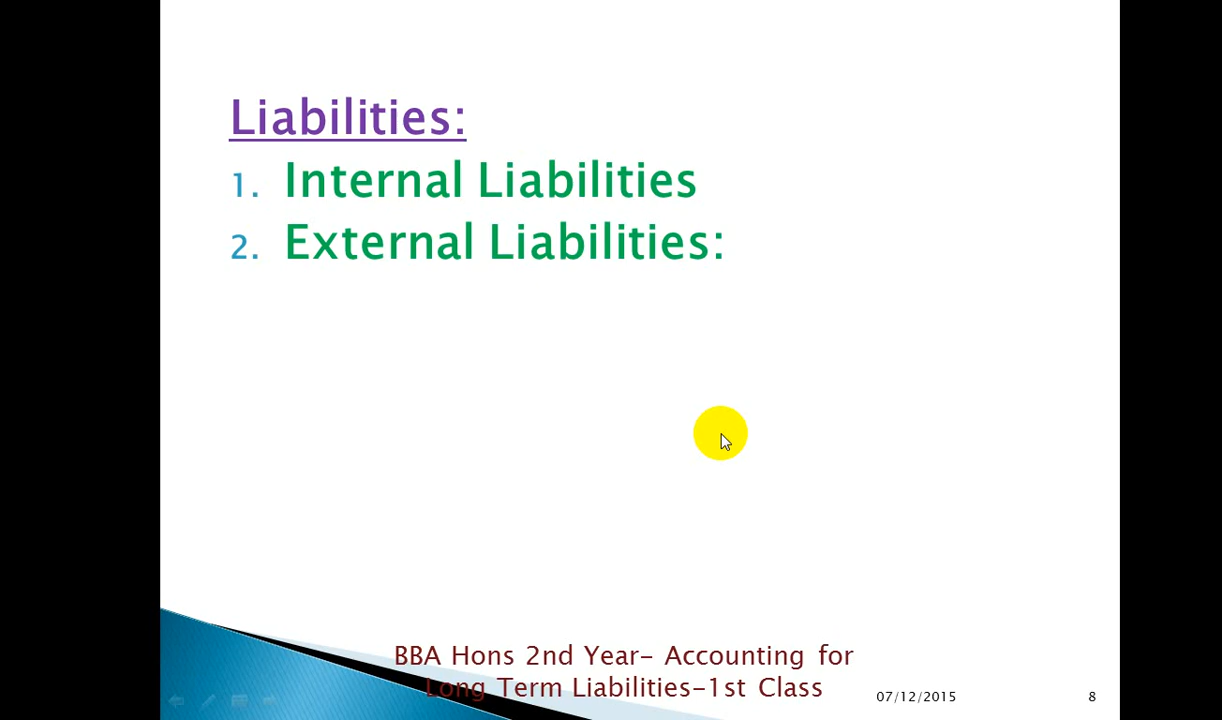 Liabilities:
1. Internal Liabilities
2. External Liabilities:
BBA Hons 2nd Year- Accounting for
Long Term Liabilities-1st Class
07/12/2015
8